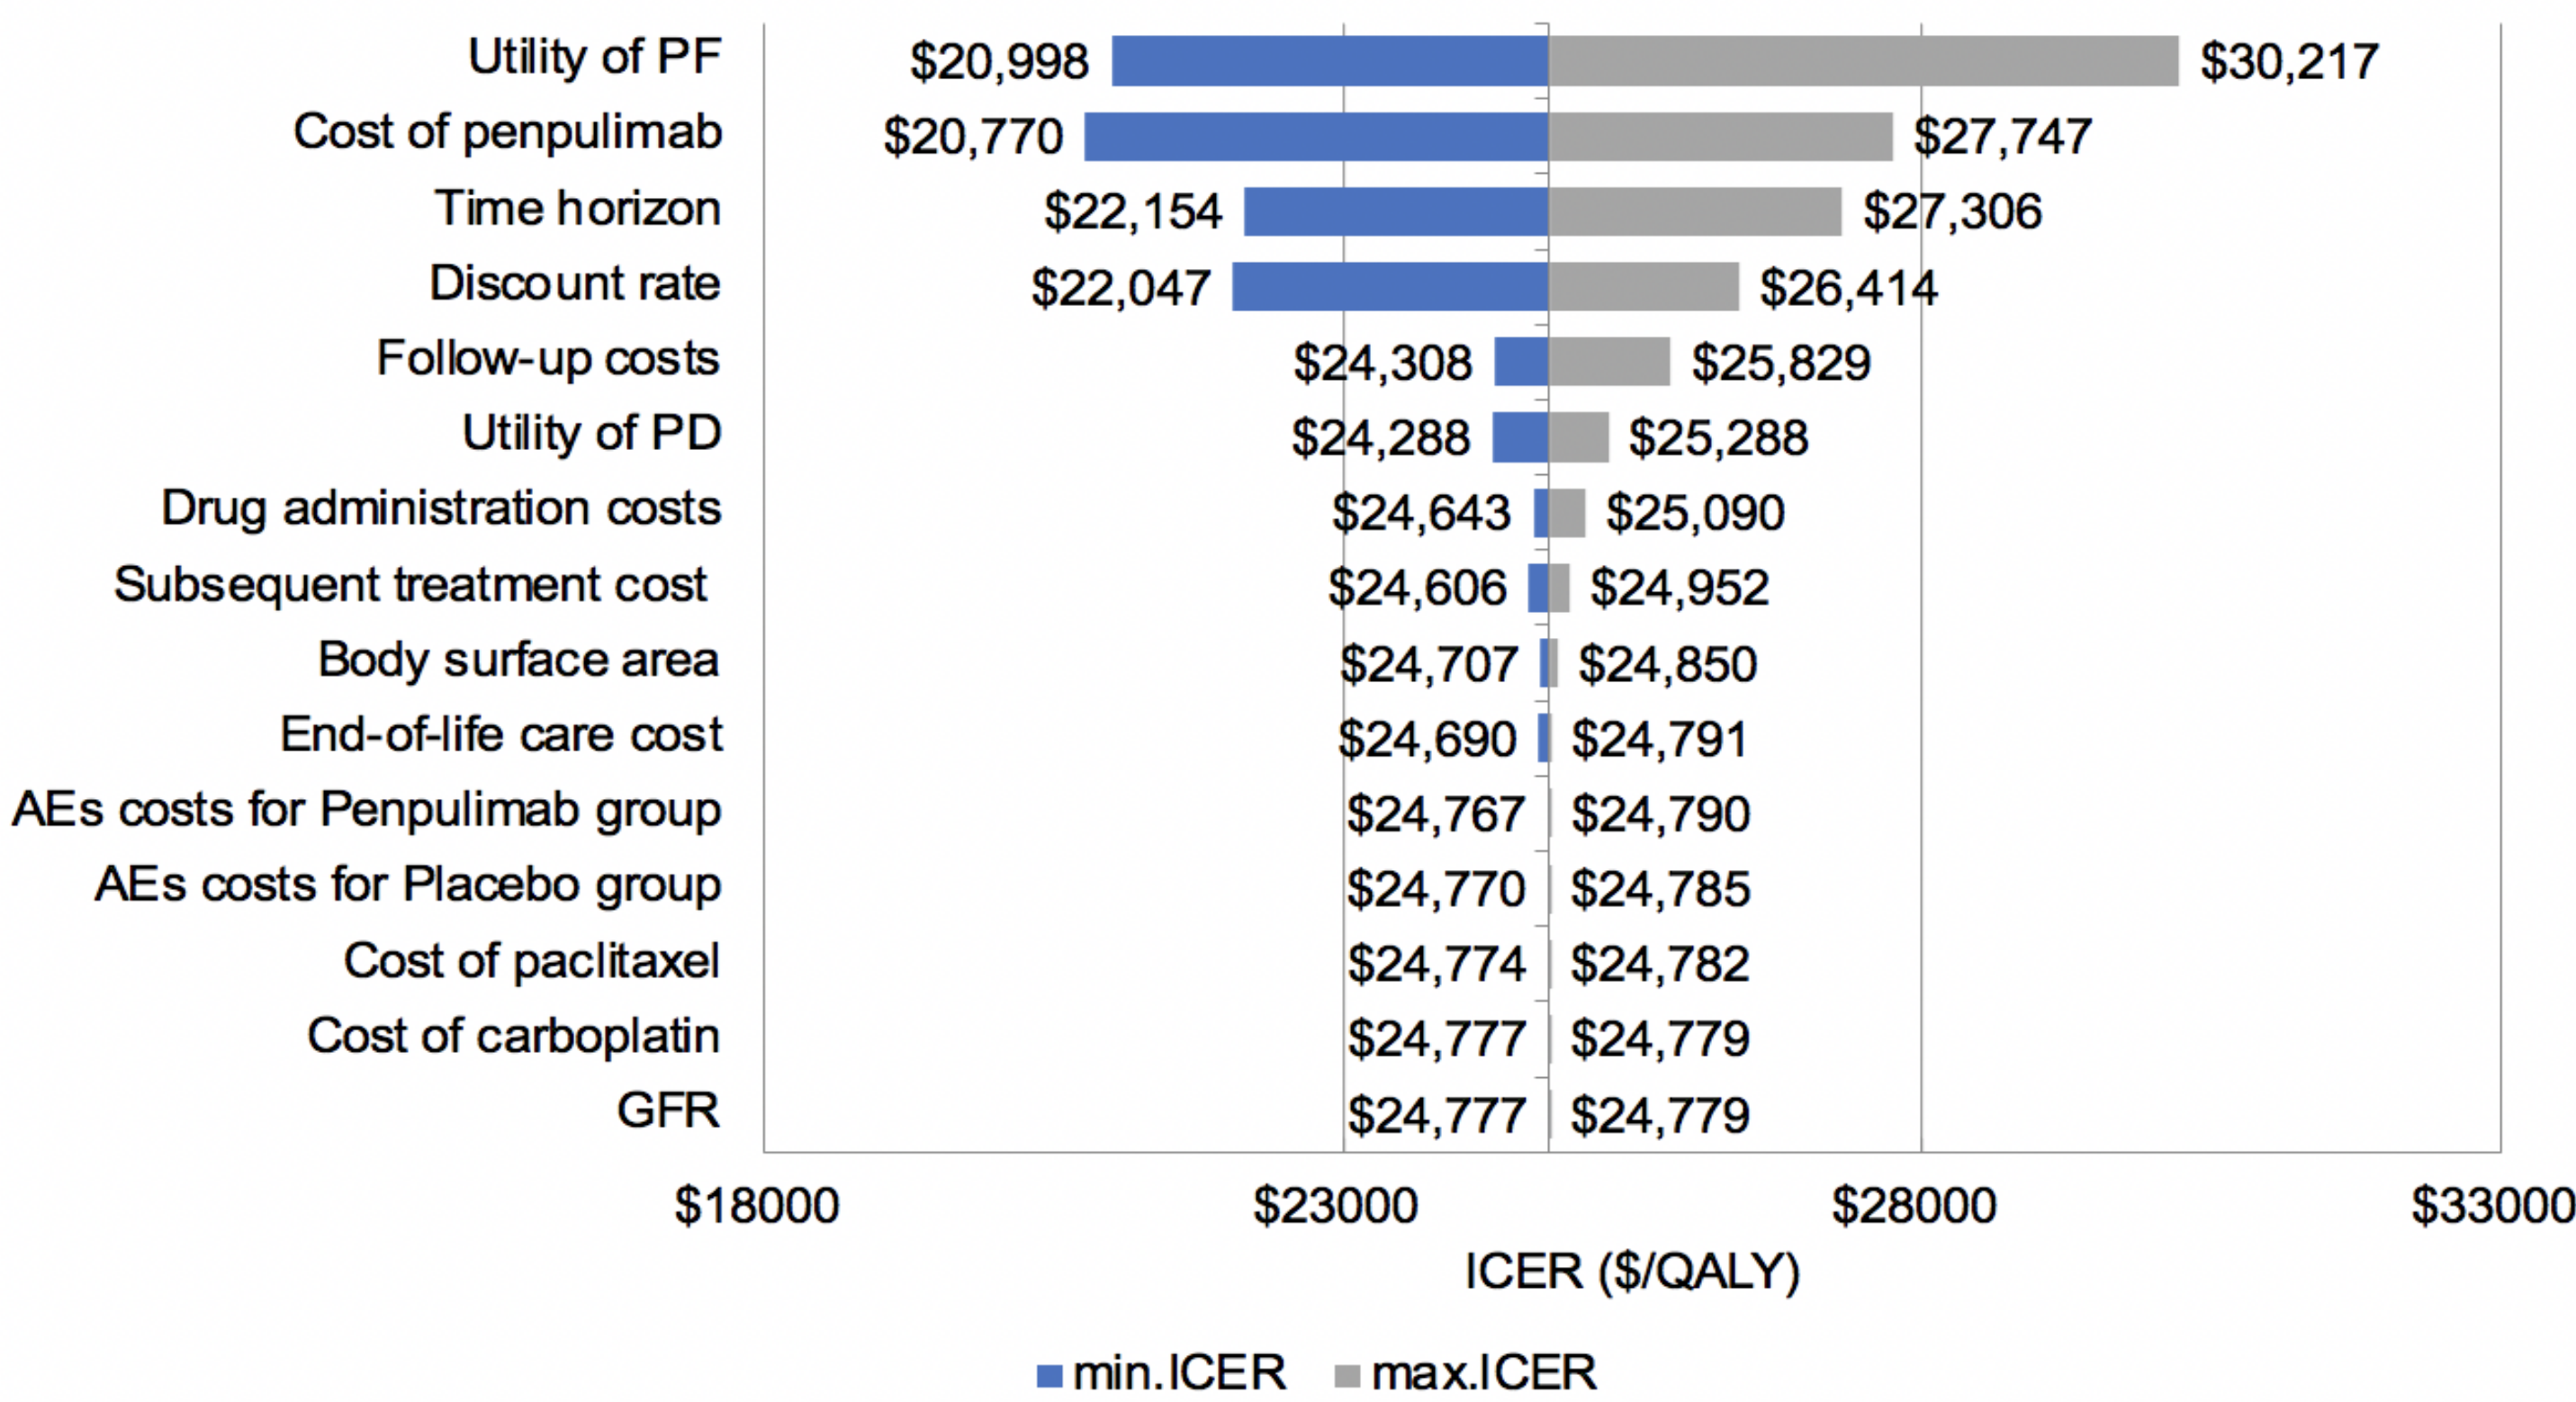 Utility of PF $20,998 $30,217
Cost of penpulimab $20,770 $27,747
Time horizon $22,154 $27,306
Discount rate $22,047 $26,414
Follow-up costs $24,308 $25,829
Utility of PD $24,288 $25,288
Drug administration costs $24,643 $25,090
Subsequent treatment cost $24,606 $24,952
Body surface area $24,707 $24,850
End-of-life care cost $24,690 $24,791
AEs costs for Penpulimab group $24,767 $24,790
AEs costs for Placebo group $24,770 $24,785
Cost of paclitaxel $24,774 $24,782
Cost of carboplatin $24,777 $24,779
GFR $24,777 $24,779
$18000 $23000 $28000 $33000
ICER ($/QALY)
min.ICER max.ICER